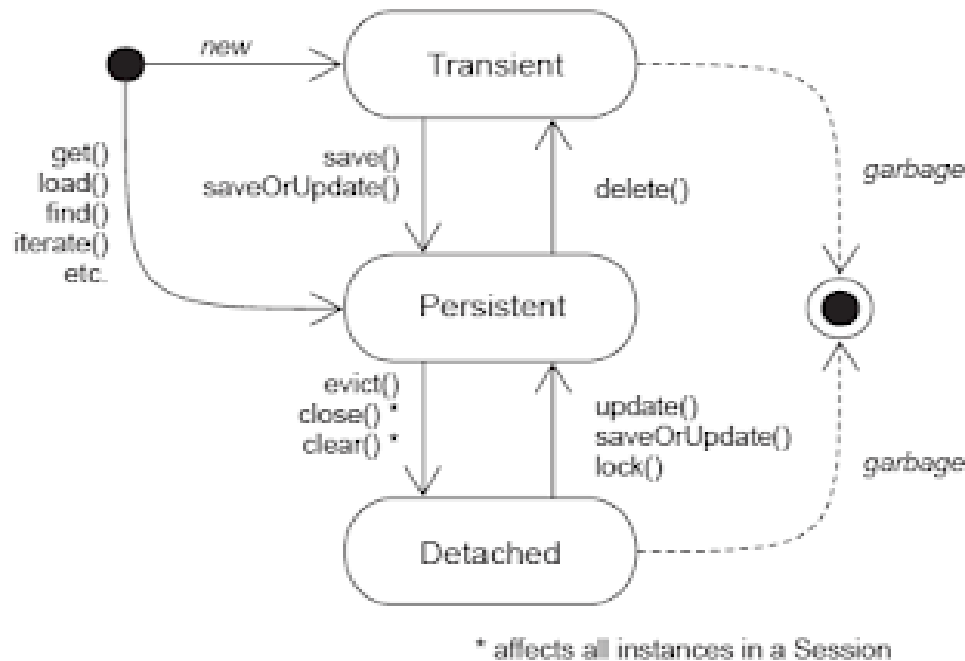 new
Transient
get()
load()
find()
iterate()
etc.
save()
saveOrUpdate()
delete()
garbage
Persistent
evict()
close() *
clear() *
update()
saveOrUpdate()
lock()
garbage
Detached
* affects all instances in a Session